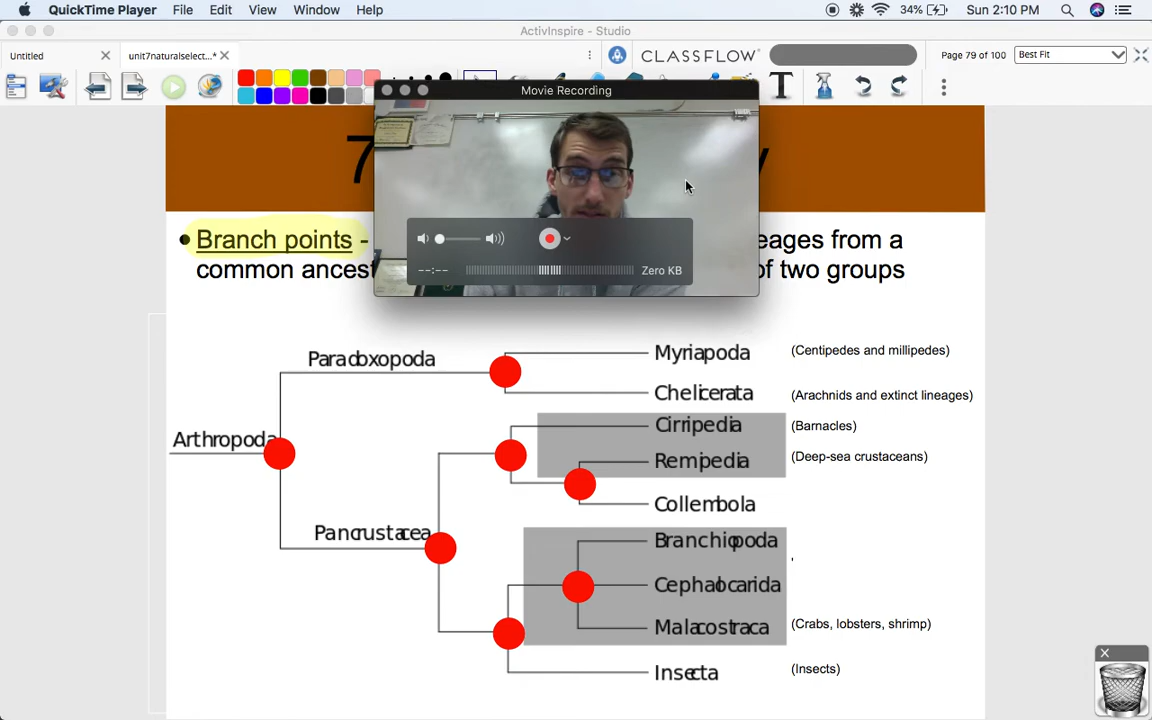 QuickTime Player File Edit View Window Help 34% Sun 2:10 PM
ActivInspire - Studio
Untitled unit7naturalselect...* CLASSFLOW Page 79 of 100 Best Fit
Movie Recording
T
7 y
Branch points - eages from a
common ancest of two groups
--:-- Zero KB
Paradoxopoda
Myriapoda (Centipedes and millipedes)
Chelicerata (Arachnids and extinct lineages)
Arthropoda
Cirripedia (Barnacles)
Remipedia (Deep-sea crustaceans)
Collembola
Pancrustacea
Branchiopoda
Cephalocarida
Malacostraca (Crabs, lobsters, shrimp)
Insecta (Insects)